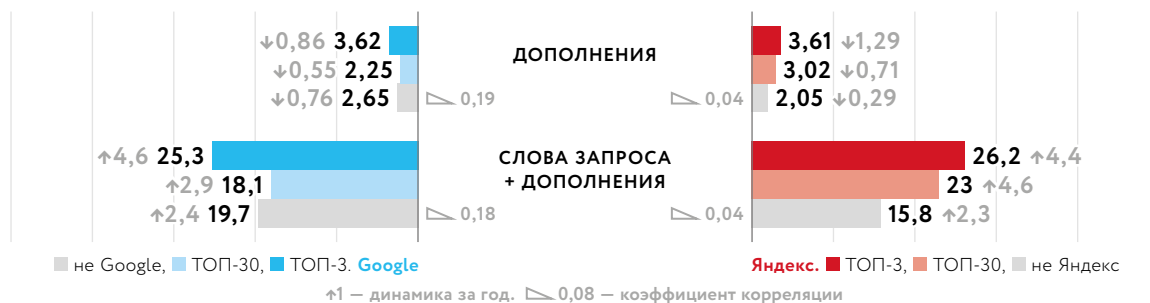 ↓0,86 3,62 ДОПОЛНЕНИЯ 3,61 ↓1,29
↓0,55 2,25 3,02 ↓0,71
↓0,76 2,65 0,19 0,04 2,05 ↓0,29
↑4,6 25,3 СЛОВА ЗАПРОСА 26,2 ↑4,4
↑2,9 18,1 + ДОПОЛНЕНИЯ 23 ↑4,6
↑2,4 19,7 0,18 0,04 15,8 ↑2,3
не Google, ТОП-30, ТОП-3. Google Яндекс. ТОП-3, ТОП-30, не Яндекс
↑1 — динамика за год. 0,08 — коэффициент корреляции